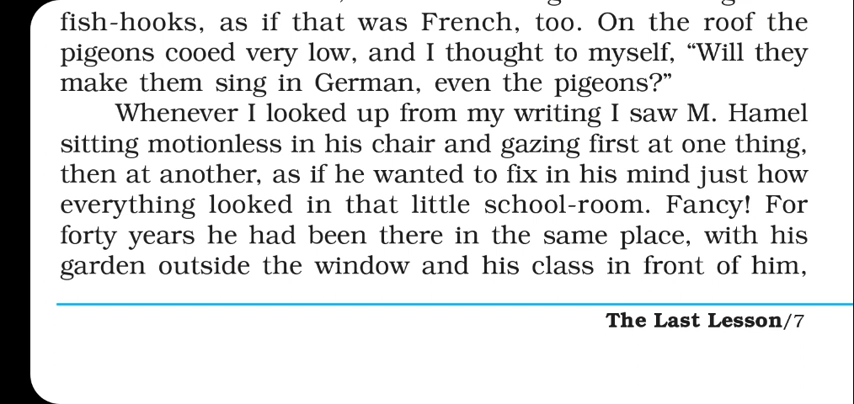 fish-hooks, as if that was French, too. On the roof the
pigeons cooed very low, and I thought to myself, “Will they
make them sing in German, even the pigeons?”
Whenever I looked up from my writing I saw M. Hamel
sitting motionless in his chair and gazing first at one thing,
then at another, as if he wanted to fix in his mind just how
everything looked in that little school-room. Fancy! For
forty years he had been there in the same place, with his
garden outside the window and his class in front of him,
The Last Lesson/7